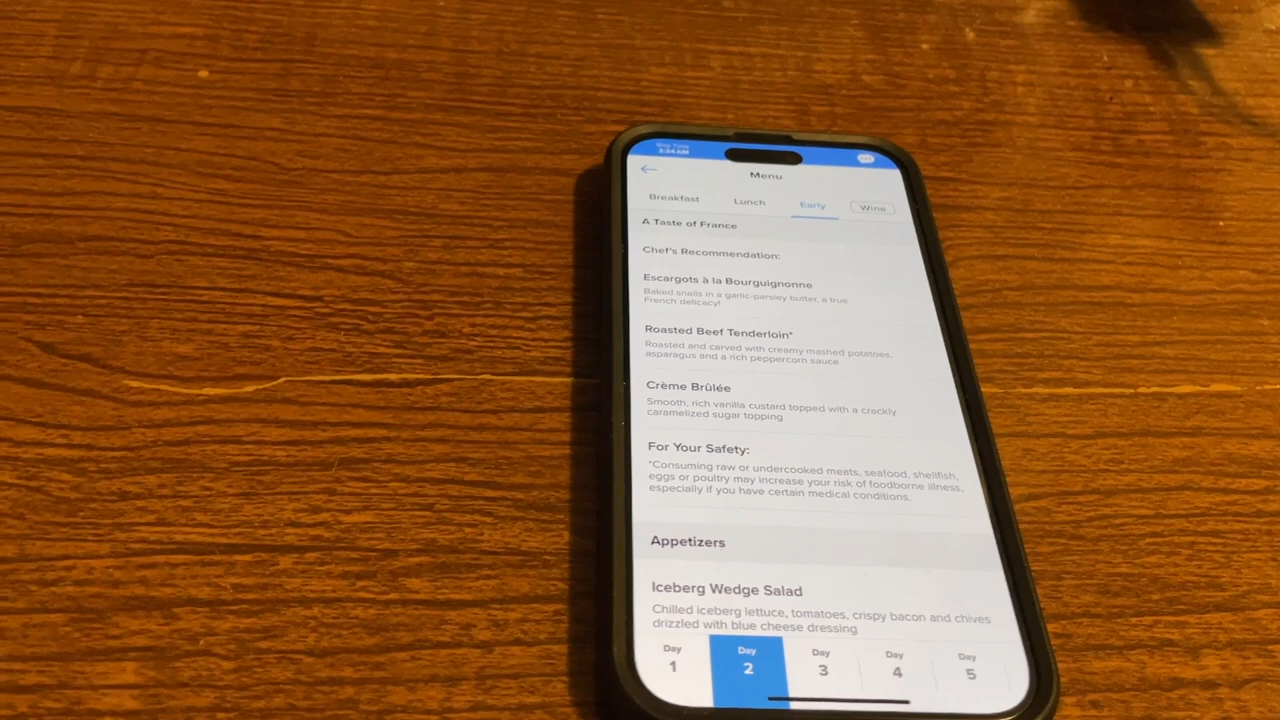 Ship Time
3:34 AM
Menu
Breakfast
Lunch
Early
Wine
A Taste of France
Chef's Recommendation:
Escargots à la Bourguignonne
Baked snails in a garlic-parsley butter, a true
French delicacy!
Roasted Beef Tenderloin*
Roasted and carved with creamy mashed potatoes,
asparagus and a rich peppercorn sauce
Crème Brûlée
Smooth, rich vanilla custard topped with a crackly
caramelized sugar topping
For Your Safety:
*Consuming raw or undercooked meats, seafood, shellfish,
eggs or poultry may increase your risk of foodborne illness,
especially if you have certain medical conditions.
Appetizers
Iceberg Wedge Salad
Chilled iceberg lettuce, tomatoes, crispy bacon and chives
drizzled with blue cheese dressing
Day 1
Day 2
Day 3
Day 4
Day 5